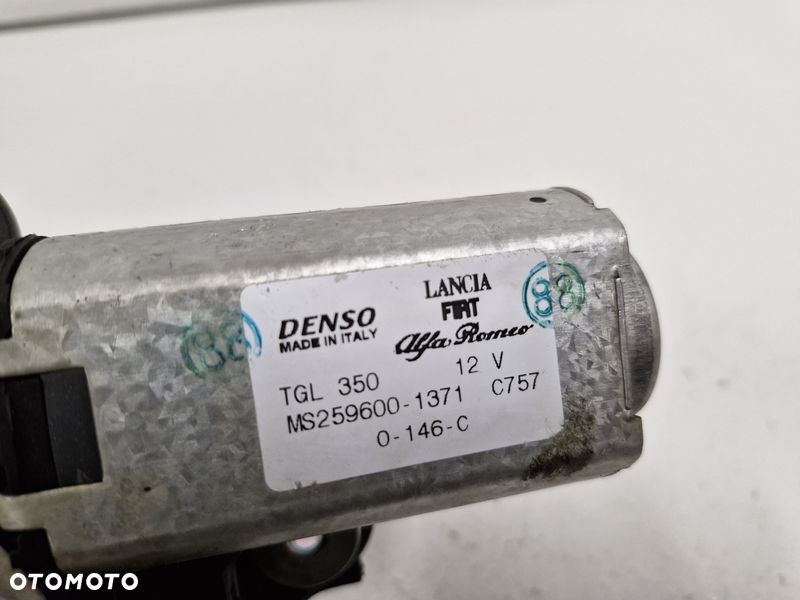 DENSO
MADE IN ITALY
LANCIA
FIAT
Alfa Romeo
TGL 350 12 V
MS259600-1371 C757
0-146-C
88
88
OTOMOTO